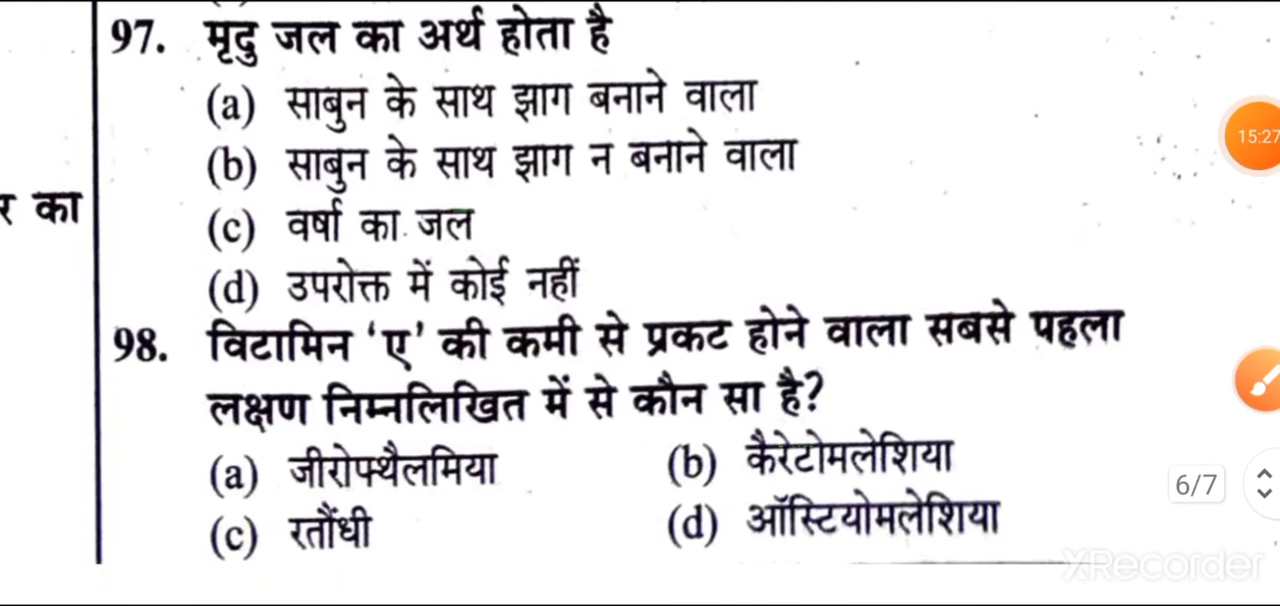 97. मृदु जल का अर्थ होता है
(a) साबुन के साथ झाग बनाने वाला
(b) साबुन के साथ झाग न बनाने वाला
15:27
र का
(c) वर्षा का जल
(d) उपरोक्त में कोई नहीं
98. विटामिन 'ए' की कमी से प्रकट होने वाला सबसे पहला
लक्षण निम्नलिखित में से कौन सा है?
(a) जीरोफ्थैलमिया (b) कैरेटोमलेशिया
6/7
(c) रतौंधी (d) ऑस्टियोमलेशिया
XRecorder